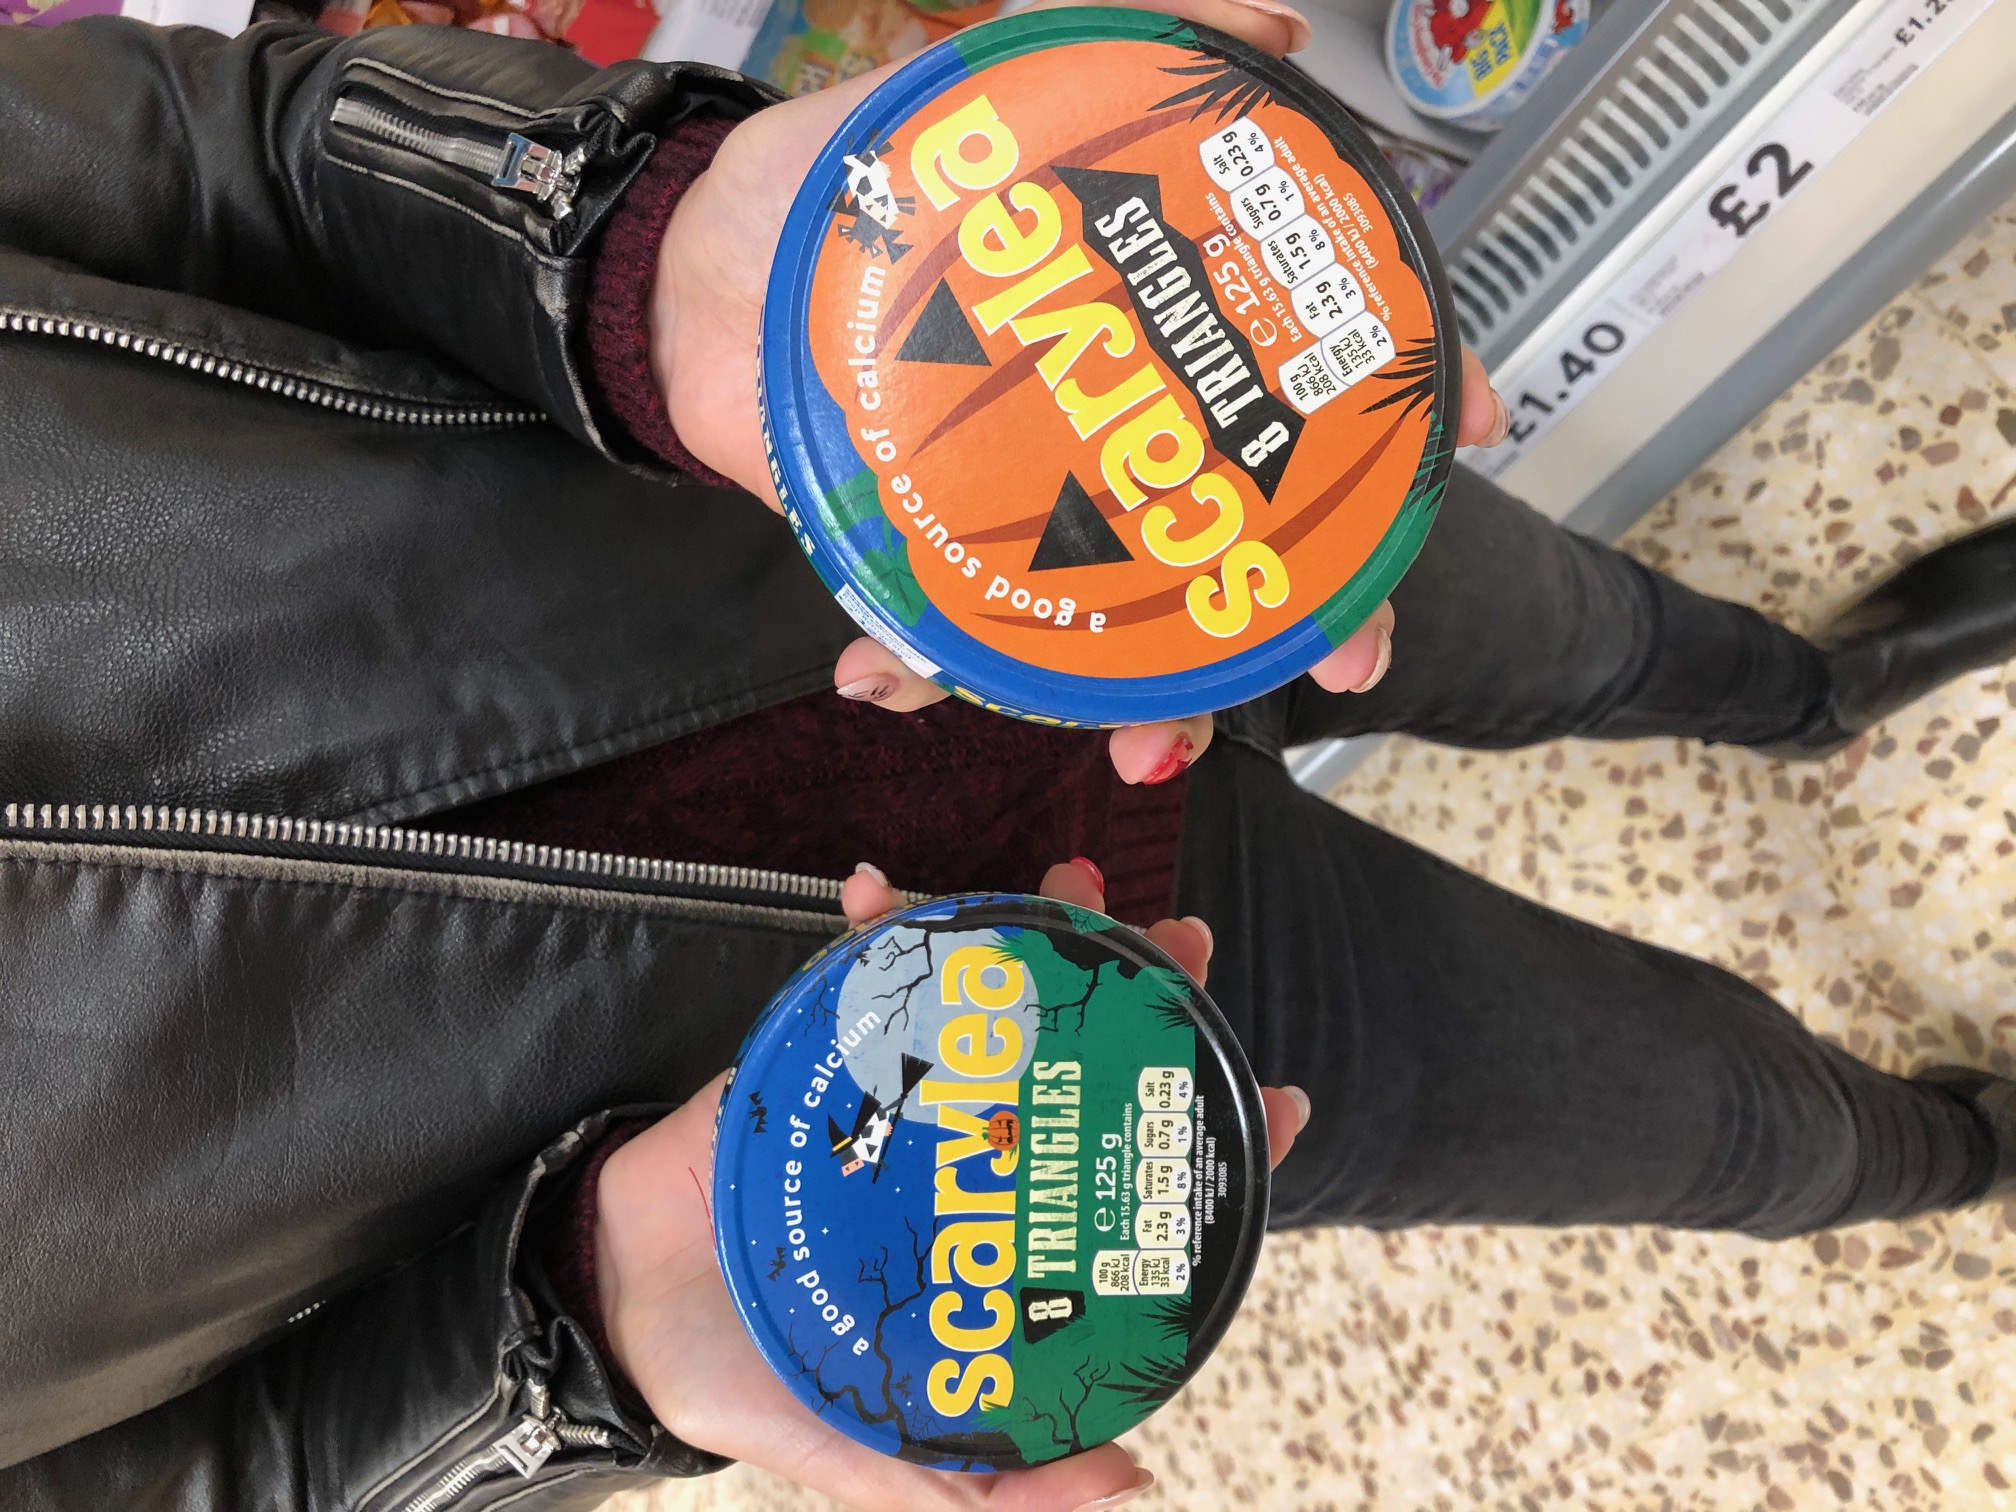 a good source of calcium
scarylea
8 TRIANGLES
e 125 g
Each 15.63 g triangle contains
100 g
866 kJ
208 kcal
Energy
135 kJ
33 kcal
2%
Fat
2.3 g
3%
Saturates
1.5 g
8%
Sugars
0.7 g
1%
Salt
0.23 g
4%
% reference intake of an average adult
(8400 kJ / 2000 kcal)
3093085
a good source of calcium
scarylea
8 TRIANGLES
e 125 g
Each 15.63 g triangle contains
100 g
866 kJ
208 kcal
Energy
135 kJ
33 kcal
2%
Fat
2.3 g
3%
Saturates
1.5 g
8%
Sugars
0.7 g
1%
Salt
0.23 g
4%
% reference intake of an average adult
(8400 kJ / 2000 kcal)
3093085
BIG
PACK
£1.40
£2